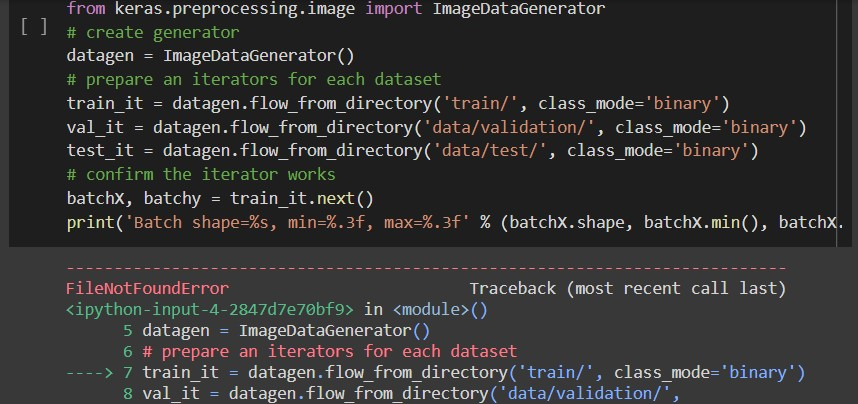 from keras.preprocessing.image import ImageDataGenerator
[ ] # create generator
datagen = ImageDataGenerator()
# prepare an iterators for each dataset
train_it = datagen.flow_from_directory('train/', class_mode='binary')
val_it = datagen.flow_from_directory('data/validation/', class_mode='binary')
test_it = datagen.flow_from_directory('data/test/', class_mode='binary')
# confirm the iterator works
batchX, batchy = train_it.next()
print('Batch shape=%s, min=%.3f, max=%.3f' % (batchX.shape, batchX.min(), batchX.
---------------------------------------------------------------------------
FileNotFoundError Traceback (most recent call last)
<ipython-input-4-2847d7e70bf9> in <module>()
5 datagen = ImageDataGenerator()
6 # prepare an iterators for each dataset
----> 7 train_it = datagen.flow_from_directory('train/', class_mode='binary')
8 val_it = datagen.flow_from_directory('data/validation/',